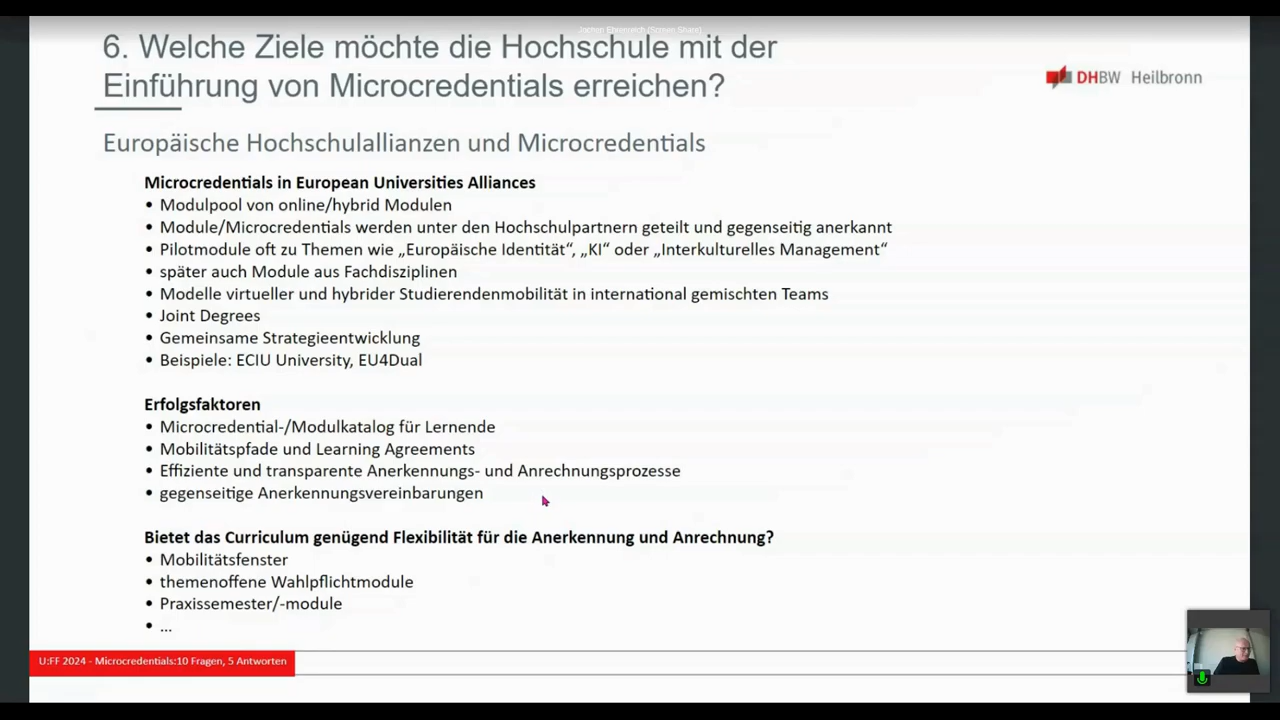 Jochen Ehrenreich (Screen Share)
6. Welche Ziele möchte die Hochschule mit der
Einführung von Microcredentials erreichen?
DHBW Heilbronn
Europäische Hochschulallianzen und Microcredentials
Microcredentials in European Universities Alliances
• Modulpool von online/hybrid Modulen
• Module/Microcredentials werden unter den Hochschulpartnern geteilt und gegenseitig anerkannt
• Pilotmodule oft zu Themen wie „Europäische Identität“, „KI“ oder „Interkulturelles Management“
• später auch Module aus Fachdisziplinen
• Modelle virtueller und hybrider Studierendenmobilität in international gemischten Teams
• Joint Degrees
• Gemeinsame Strategieentwicklung
• Beispiele: ECIU University, EU4Dual
Erfolgsfaktoren
• Microcredential-/Modulkatalog für Lernende
• Mobilitätspfade und Learning Agreements
• Effiziente und transparente Anerkennungs- und Anrechnungsprozesse
• gegenseitige Anerkennungsvereinbarungen
Bietet das Curriculum genügend Flexibilität für die Anerkennung und Anrechnung?
• Mobilitätsfenster
• themenoffene Wahlpflichtmodule
• Praxissemester/-module
• ...
U:FF 2024 - Microcredentials:10 Fragen, 5 Antworten